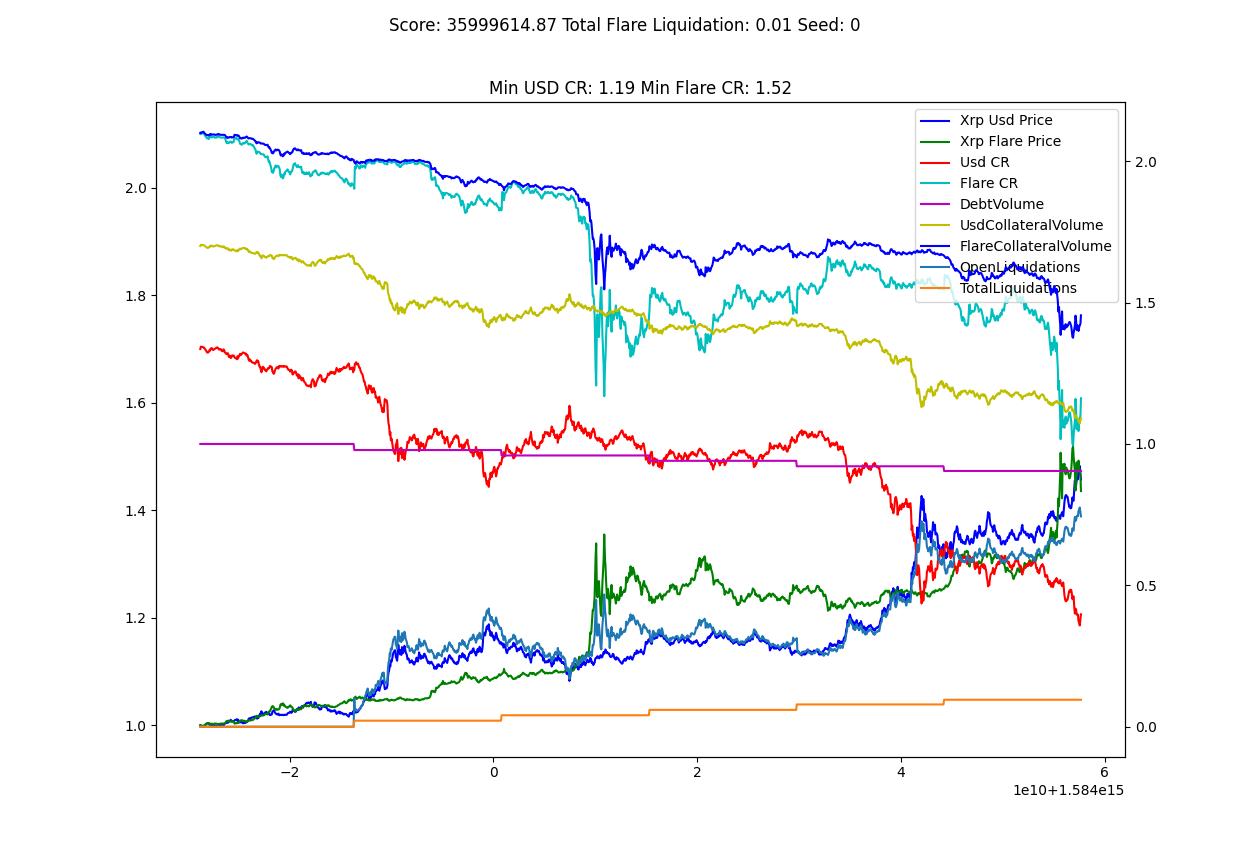 Score: 35999614.87 Total Flare Liquidation: 0.01 Seed: 0
Min USD CR: 1.19 Min Flare CR: 1.52
Xrp Usd Price
Xrp Flare Price
Usd CR
Flare CR
DebtVolume
UsdCollateralVolume
FlareCollateralVolume
OpenLiquidations
TotalLiquidations
2.0
1.8
1.6
1.4
1.2
1.0
2.0
1.5
1.0
0.5
0.0
−2
0
2
4
6
1e10+1.584e15